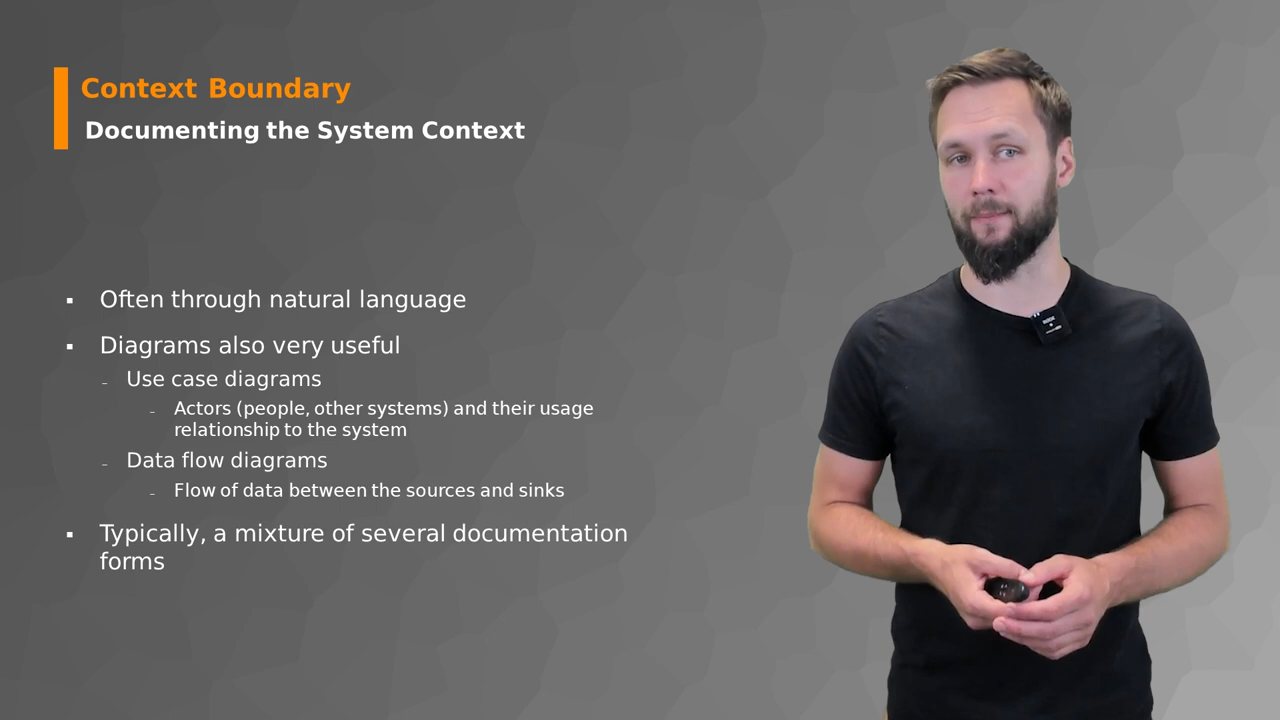 Context Boundary
Documenting the System Context
▪ Often through natural language
▪ Diagrams also very useful
– Use case diagrams
– Actors (people, other systems) and their usage
relationship to the system
– Data flow diagrams
– Flow of data between the sources and sinks
▪ Typically, a mixture of several documentation
forms